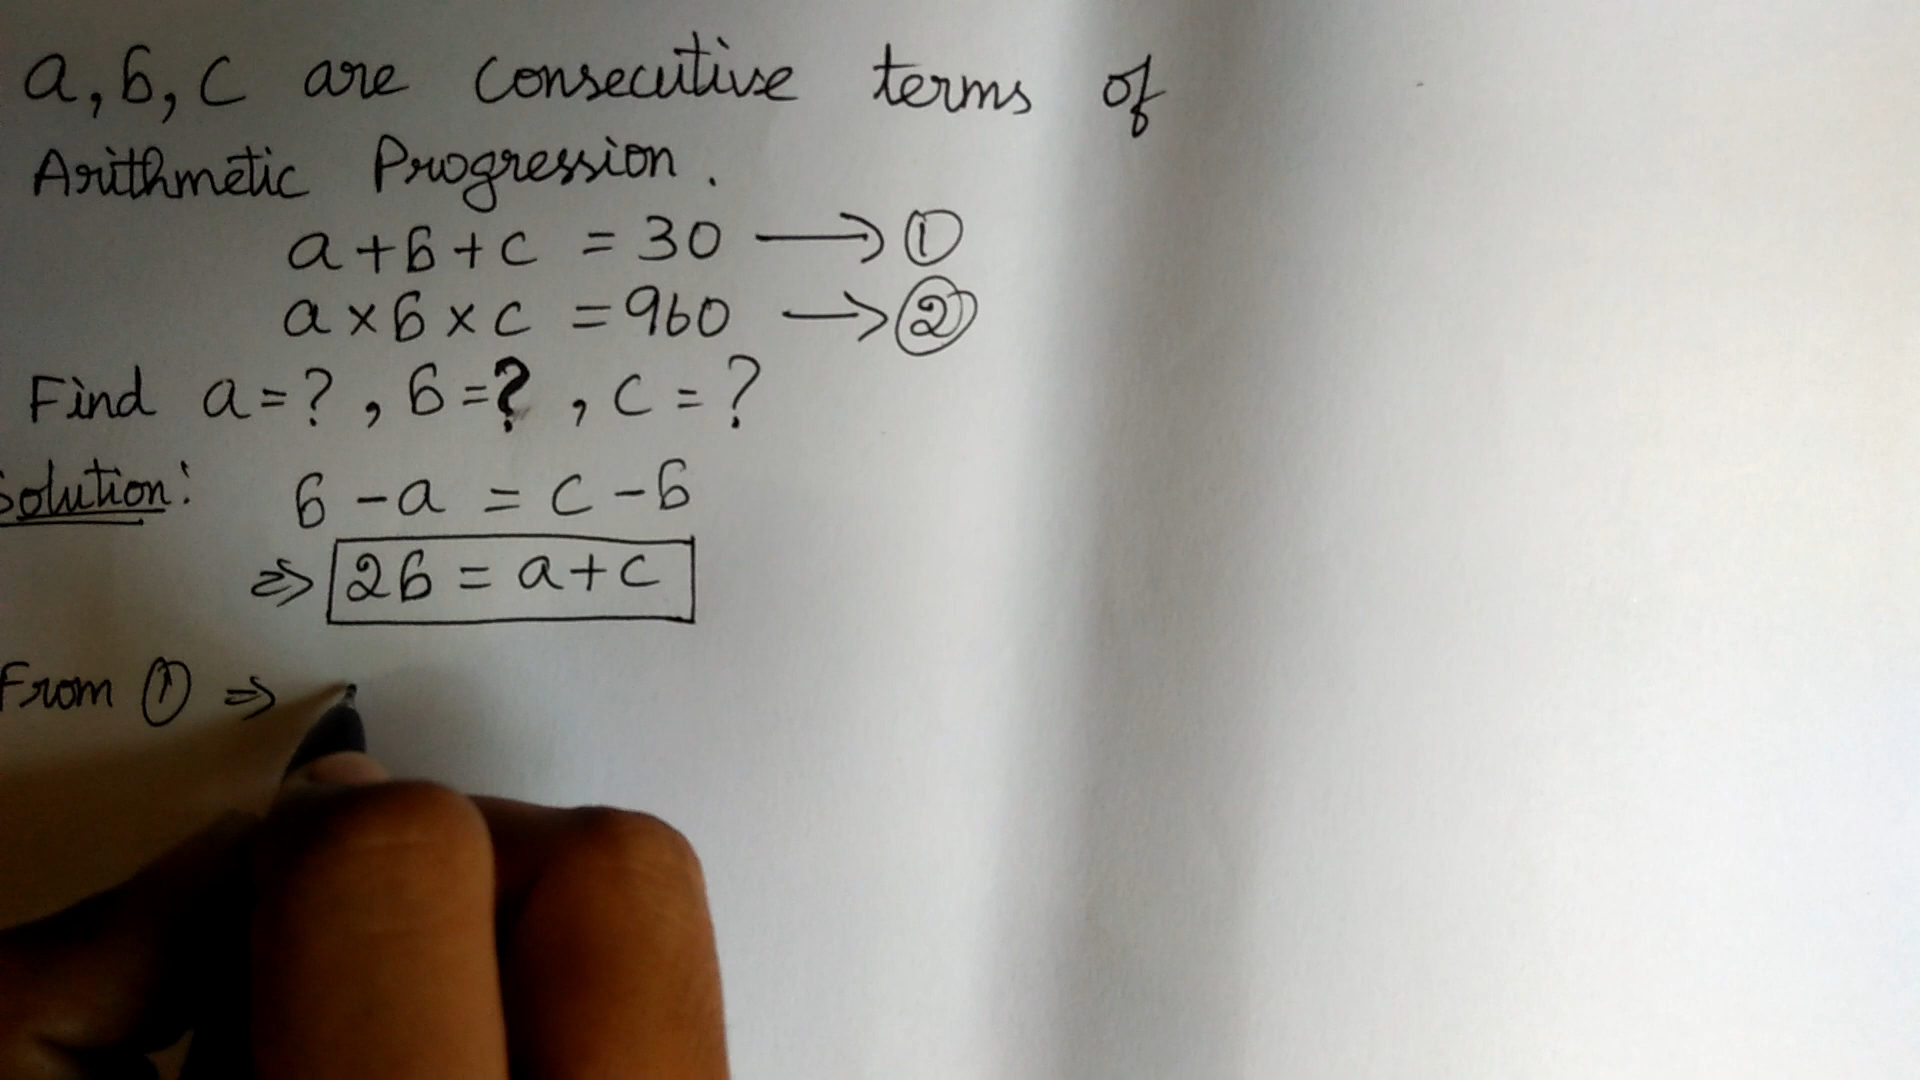 a, b, c are consecutive terms of
Arithmetic Progression.
a + b + c = 30 → ①
a × b × c = 960 → ②
Find a = ?, b = ?, c = ?
Solution: b - a = c - b
⇒ 2b = a + c
From ① ⇒